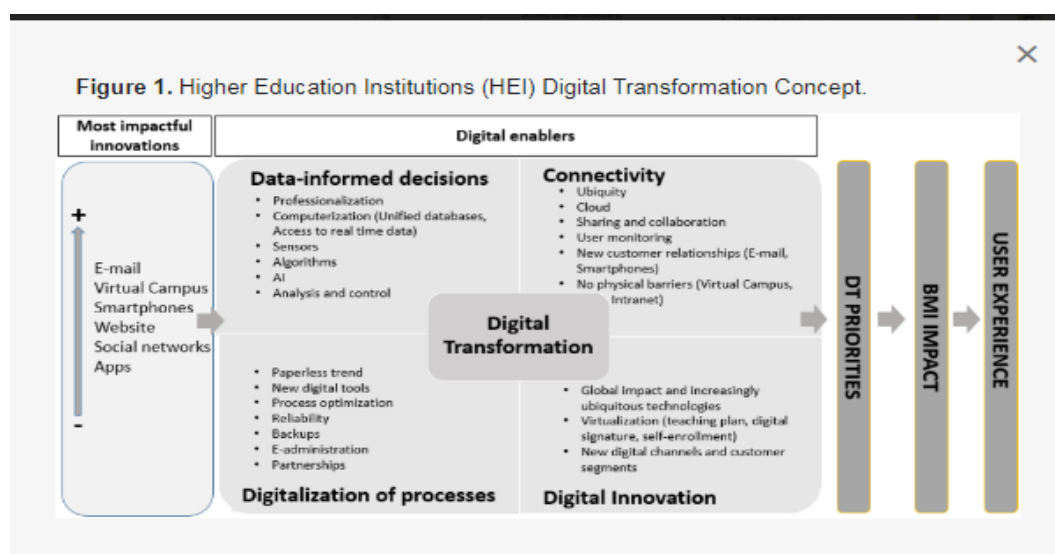 Figure 1. Higher Education Institutions (HEI) Digital Transformation Concept.
Most impactful
innovations
Digital enablers
+
E-mail
Virtual Campus
Smartphones
Website
Social networks
Apps
-
Data-informed decisions
• Professionalization
• Computerization (Unified databases,
Access to real time data)
• Sensors
• Algorithms
• AI
• Analysis and control
Connectivity
• Ubiquity
• Cloud
• Sharing and collaboration
• User monitoring
• New customer relationships (E-mail,
Smartphones)
• No physical barriers (Virtual Campus,
Intranet)
Digital
Transformation
• Paperless trend
• New digital tools
• Process optimization
• Reliability
• Backups
• E-administration
• Partnerships
Digitalization of processes
• Global impact and increasingly
ubiquitous technologies
• Virtualization (teaching plan, digital
signature, self-enrollment)
• New digital channels and customer
segments
Digital Innovation
DT PRIORITIES
BMI IMPACT
USER EXPERIENCE